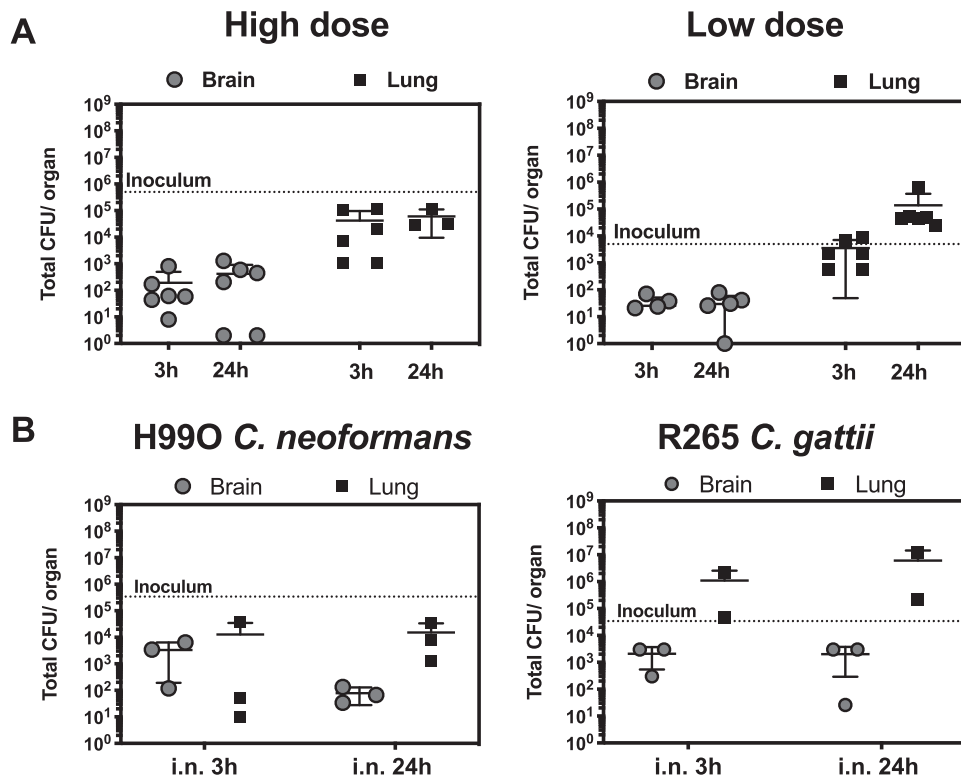 A
High dose
Low dose
Brain Lung
Brain Lung
Total CFU/ organ
10⁹
10⁸
10⁷
10⁶
10⁵
10⁴
10³
10²
10¹
10⁰
Inoculum
3h 24h 3h 24h
Total CFU/ organ
10⁹
10⁸
10⁷
10⁶
10⁵
10⁴
10³
10²
10¹
10⁰
Inoculum
3h 24h 3h 24h
B
H99O C. neoformans
R265 C. gattii
Brain Lung
Brain Lung
Total CFU/ organ
10⁹
10⁸
10⁷
10⁶
10⁵
10⁴
10³
10²
10¹
10⁰
Inoculum
i.n. 3h i.n. 24h
Total CFU/ organ
10⁹
10⁸
10⁷
10⁶
10⁵
10⁴
10³
10²
10¹
10⁰
Inoculum
i.n. 3h i.n. 24h